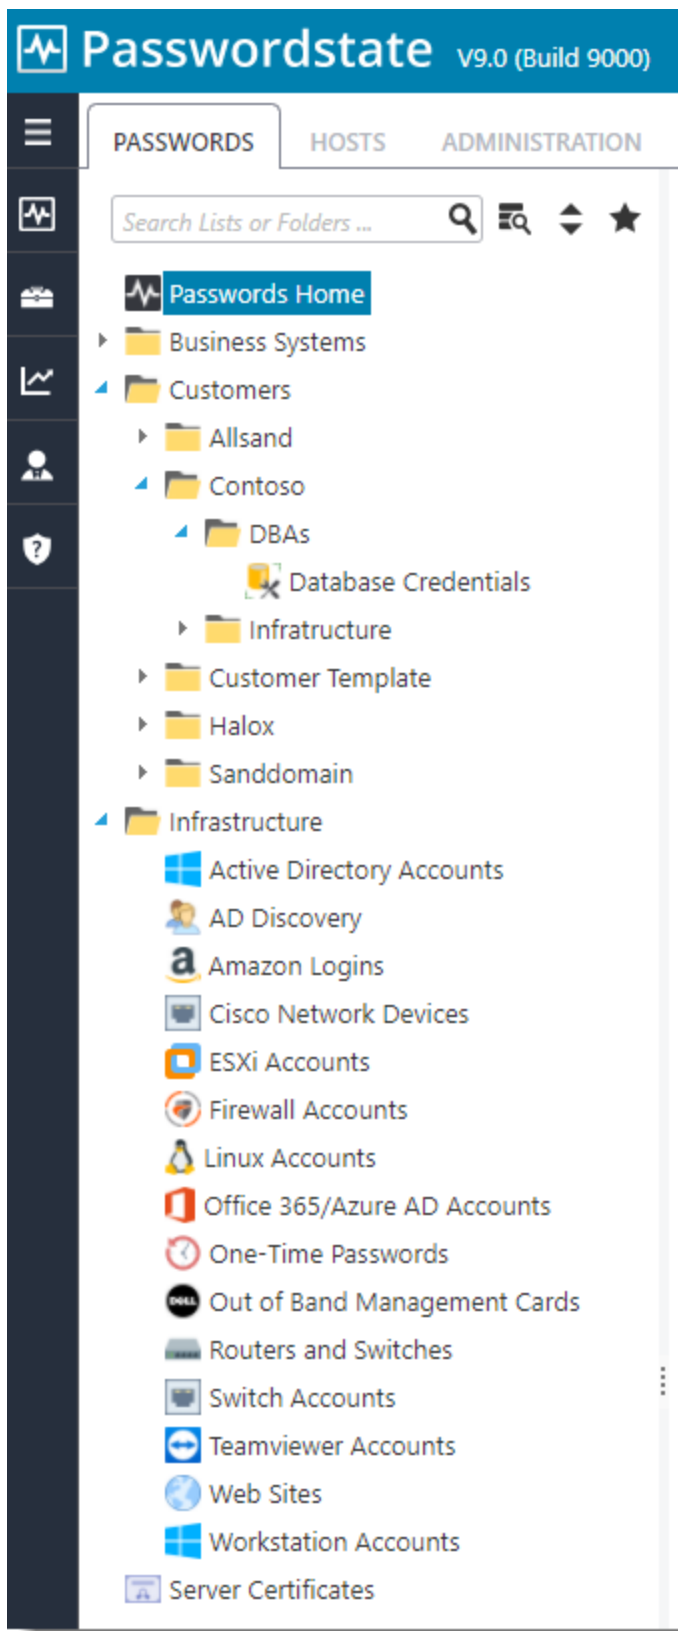 Passwordstate V9.0 (Build 9000)
PASSWORDS HOSTS ADMINISTRATION
Search Lists or Folders ...
Passwords Home
Business Systems
Customers
Allsand
Contoso
DBAs
Database Credentials
Infratructure
Customer Template
Halox
Sanddomain
Infrastructure
Active Directory Accounts
AD Discovery
Amazon Logins
Cisco Network Devices
ESXi Accounts
Firewall Accounts
Linux Accounts
Office 365/Azure AD Accounts
One-Time Passwords
DELL Out of Band Management Cards
Routers and Switches
Switch Accounts
Teamviewer Accounts
Web Sites
Workstation Accounts
Server Certificates